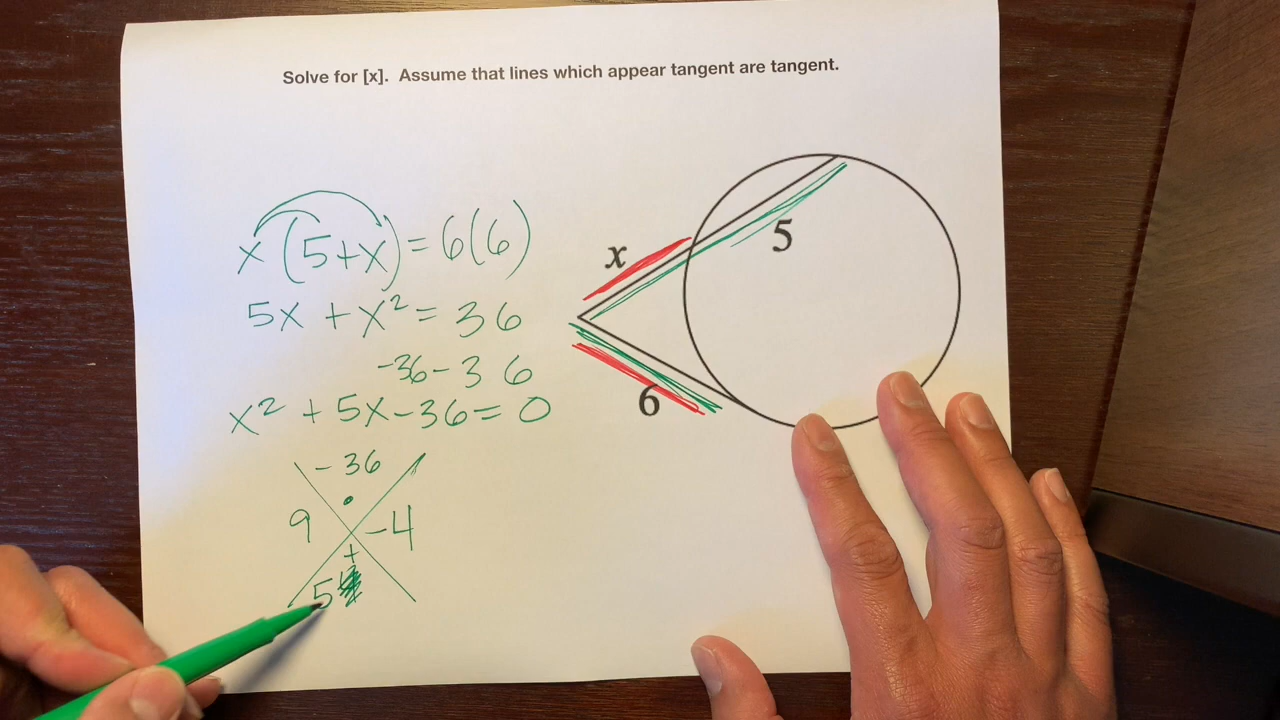 Solve for [x]. Assume that lines which appear tangent are tangent.
x(5+x)=6(6)
5x+x²=36
-36-36
x²+5x-36=0
-36
•
9 -4
+
5
x
5
6